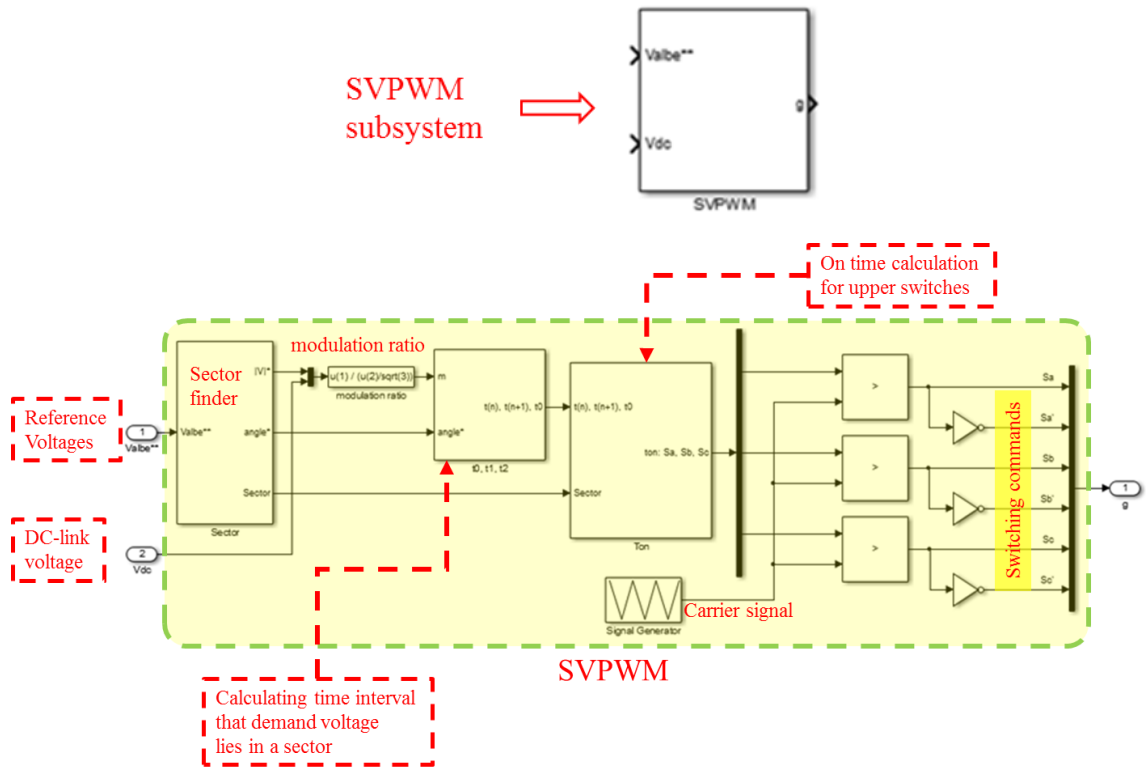 SVPWM
subsystem
Valbe**
g
Vdc
SVPWM
On time calculation
for upper switches
modulation ratio
Sector
finder
|V|*
u(1) / (u(2)/sqrt(3))
modulation ratio
m
t(n), t(n+1), t0
t(n), t(n+1), t0
Reference
Voltages
1
Valbe**
Valbe**
angle*
angle*
t0, t1, t2
ton: Sa, Sb, Sc
Sector
Sector
Sector
Ton
DC-link
voltage
2
Vdc
>
>
>
Sa
Sa'
Sb
Sb'
Sc
Sc'
Switching commands
1
g
Carrier signal
Signal Generator
SVPWM
Calculating time interval
that demand voltage
lies in a sector